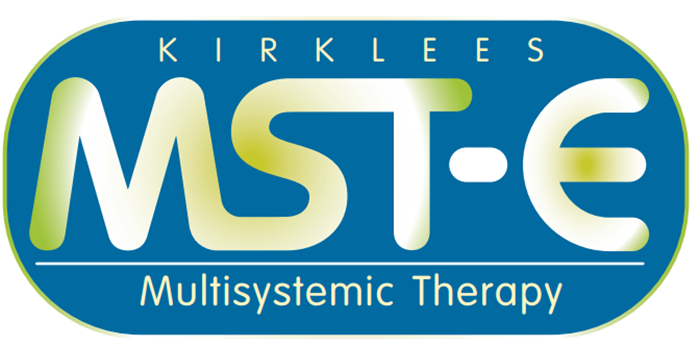 KIRKLEES
MST-E
Multisystemic Therapy